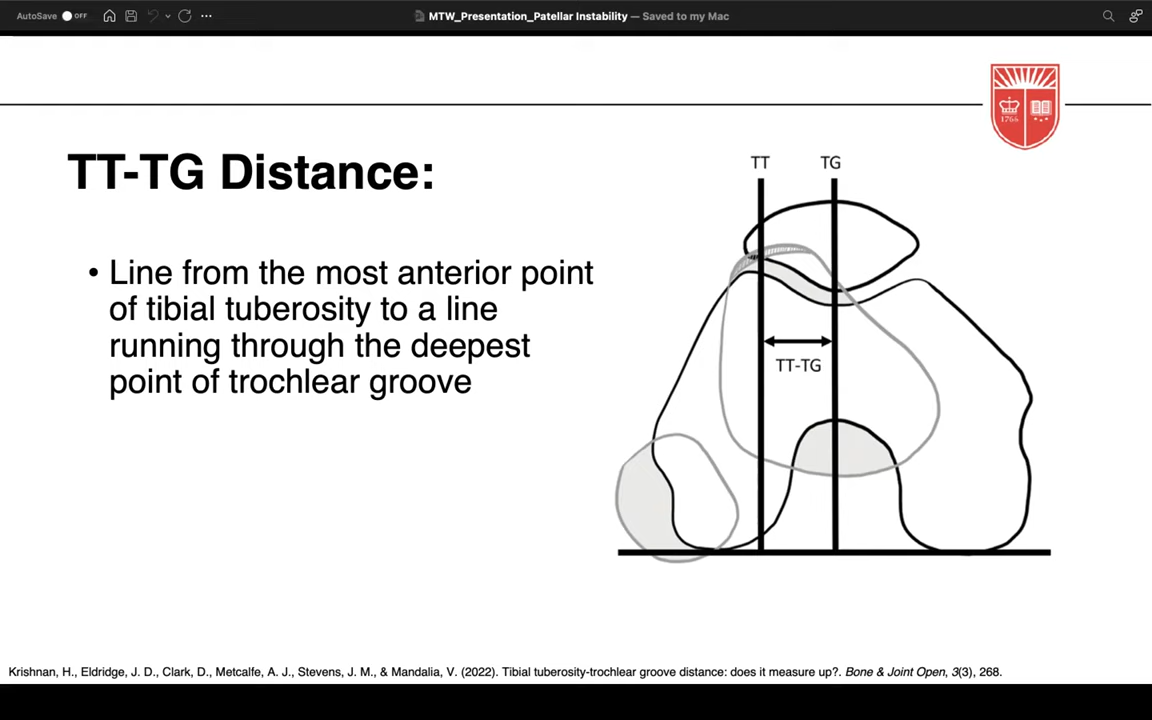 AutoSave OFF
MTW_Presentation_Patellar Instability — Saved to my Mac
1766
TT-TG Distance:
• Line from the most anterior point
of tibial tuberosity to a line
running through the deepest
point of trochlear groove
TT
TG
TT-TG
Krishnan, H., Eldridge, J. D., Clark, D., Metcalfe, A. J., Stevens, J. M., & Mandalia, V. (2022). Tibial tuberosity-trochlear groove distance: does it measure up?. Bone & Joint Open, 3(3), 268.